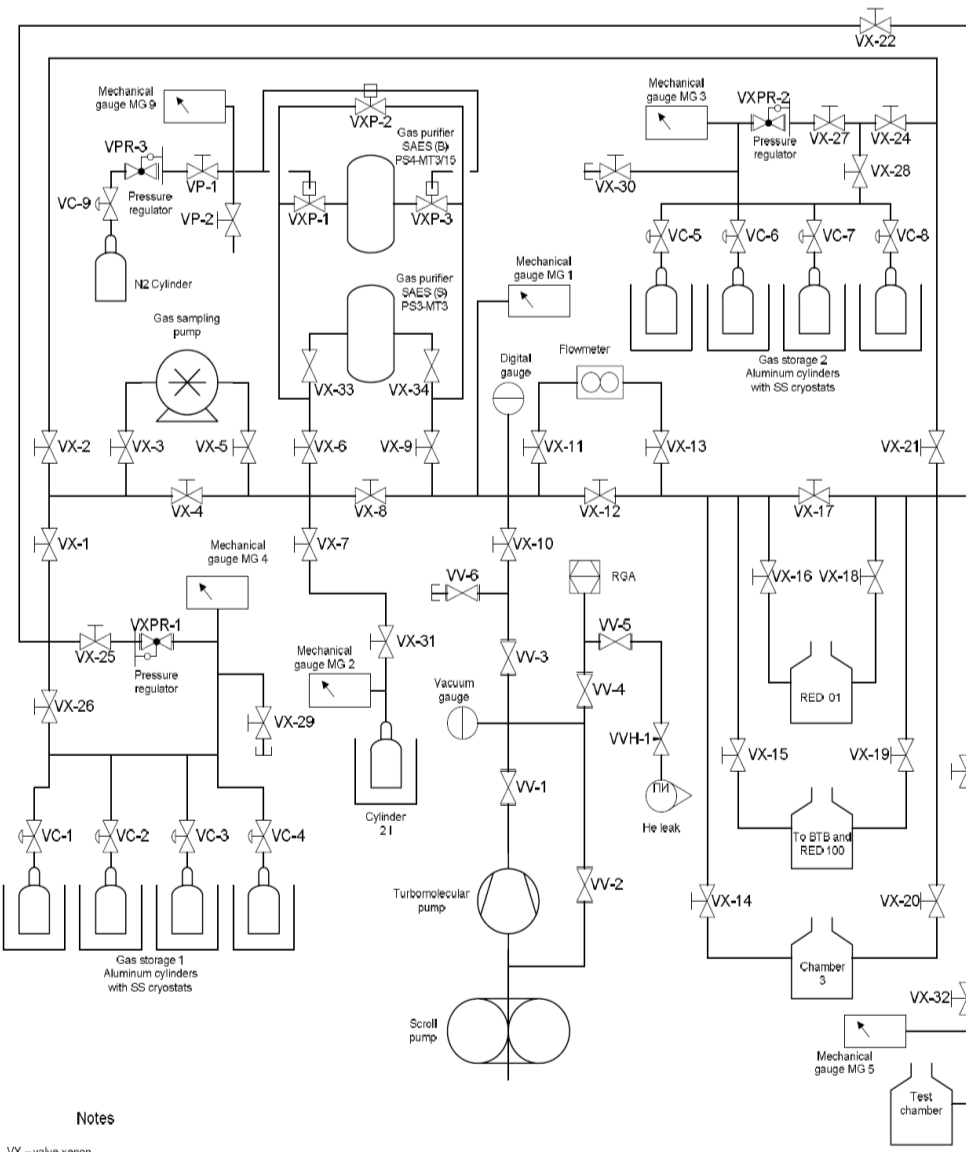 VX-22
Mechanical
gauge MG 9
VXP-2
Gas purifier
SAES (B)
PS4-MT3/15
VPR-3
Pressure
regulator
VP-1
VC-9
VP-2
VXP-1
VXP-3
N2 Cylinder
Mechanical
gauge MG 3
VXPR-2
Pressure
regulator
VX-27
VX-24
VX-30
VX-28
VC-5
VC-6
VC-7
VC-8
Gas storage 2
Aluminum cylinders
with SS cryostats
Gas purifier
SAES (S)
PS3-MT3
Mechanical
gauge MG 1
Gas sampling
pump
VX-33
VX-34
Digital
gauge
Flowmeter
VX-2
VX-3
VX-5
VX-6
VX-9
VX-11
VX-13
VX-21
VX-4
VX-8
VX-12
VX-17
VX-1
VX-7
VX-10
VX-16
VX-18
Mechanical
gauge MG 4
VV-6
RGA
VV-5
VX-25
VXPR-1
Pressure
regulator
VX-31
Mechanical
gauge MG 2
VV-3
VV-4
RED 01
VX-26
VX-29
Vacuum
gauge
VVH-1
VX-15
VX-19
VV-1
ПИ
He leak
Cylinder
2 l
To BTB and
RED 100
VC-1
VC-2
VC-3
VC-4
Turbomolecular
pump
VV-2
VX-14
VX-20
Gas storage 1
Aluminum cylinders
with SS cryostats
Chamber
3
VX-32
Scroll
pump
Mechanical
gauge MG 5
Test
chamber
Notes
VX – valve xenon